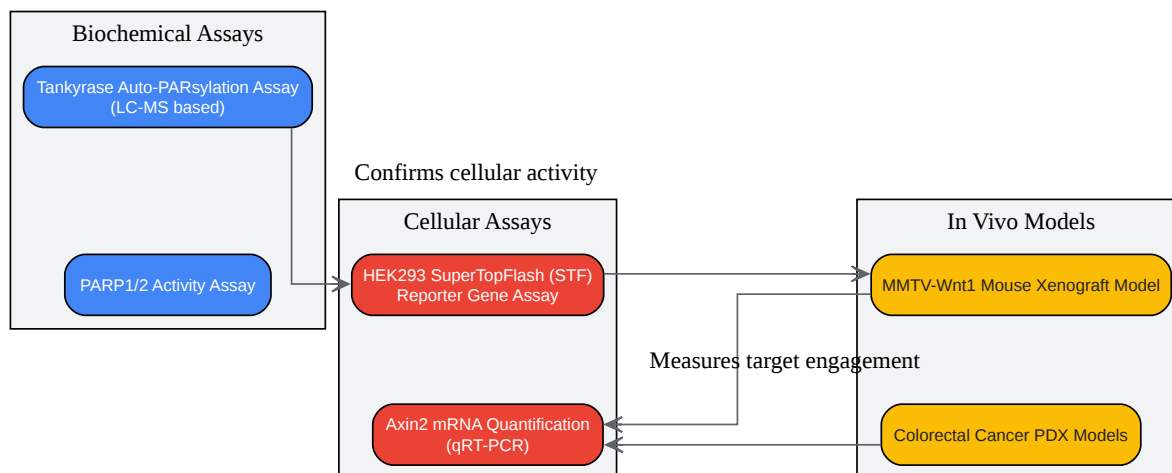 Biochemical Assays
Tankyrase Auto-PARsylation Assay
(LC-MS based)
PARP1/2 Activity Assay
Confirms cellular activity
Cellular Assays
HEK293 SuperTopFlash (STF)
Reporter Gene Assay
Axin2 mRNA Quantification
(qRT-PCR)
Measures target engagement
In Vivo Models
MMTV-Wnt1 Mouse Xenograft Model
Colorectal Cancer PDX Models